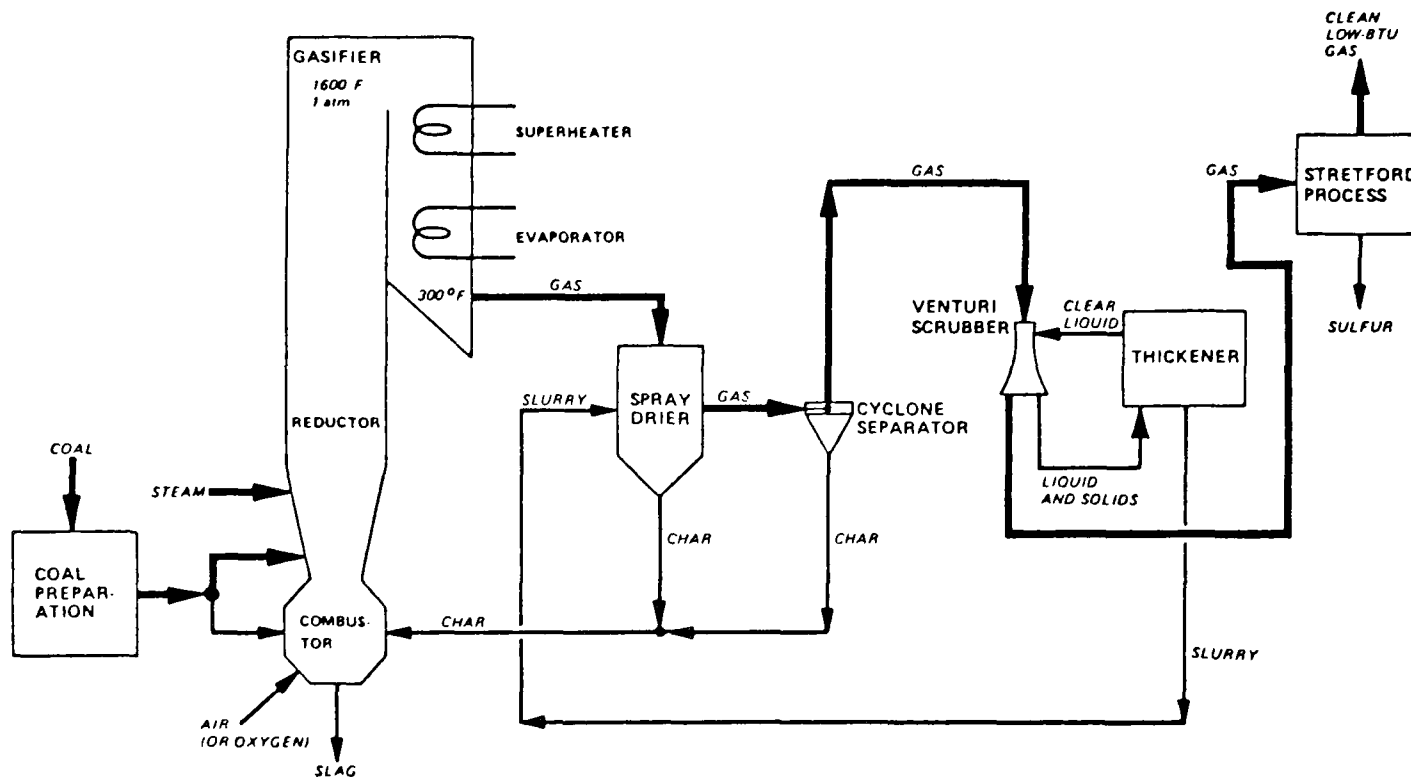 CLEAN
LOW-BTU
GAS
GASIFIER
1600 F
1 atm
SUPERHEATER
GAS
GAS
STRETFORD
PROCESS
EVAPORATOR
300°F
GAS
VENTURI
SCRUBBER
CLEAR
LIQUID
THICKENER
SULFUR
SLURRY
SPRAY
DRIER
GAS
CYCLONE
SEPARATOR
REDUCTOR
COAL
STEAM
LIQUID
AND SOLIDS
CHAR
CHAR
COAL
PREPAR-
ATION
COMBUS-
TOR
CHAR
SLURRY
AIR
(OR OXYGEN)
SLAG